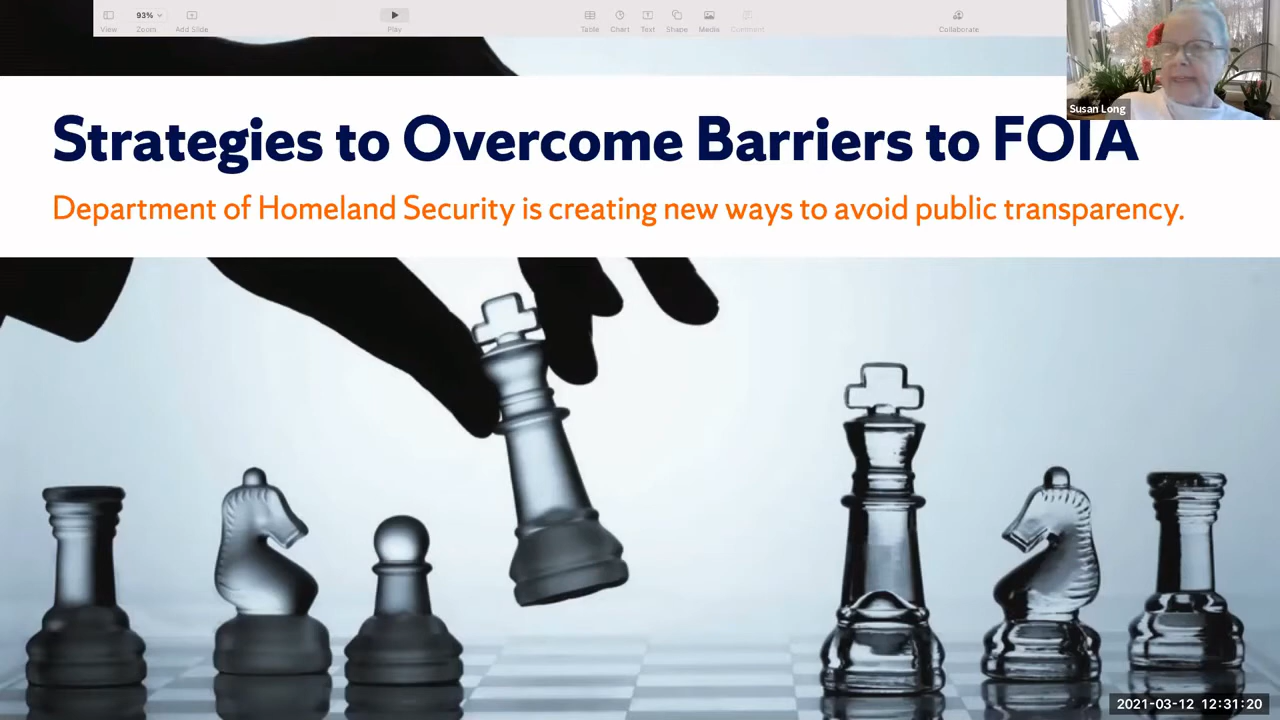 93%
View
Zoom
Add Slide
Play
Table
Chart
Text
Shape
Media
Comment
Collaborate
Susan Long
Strategies to Overcome Barriers to FOIA
Department of Homeland Security is creating new ways to avoid public transparency.
2021-03-12 12:31:20